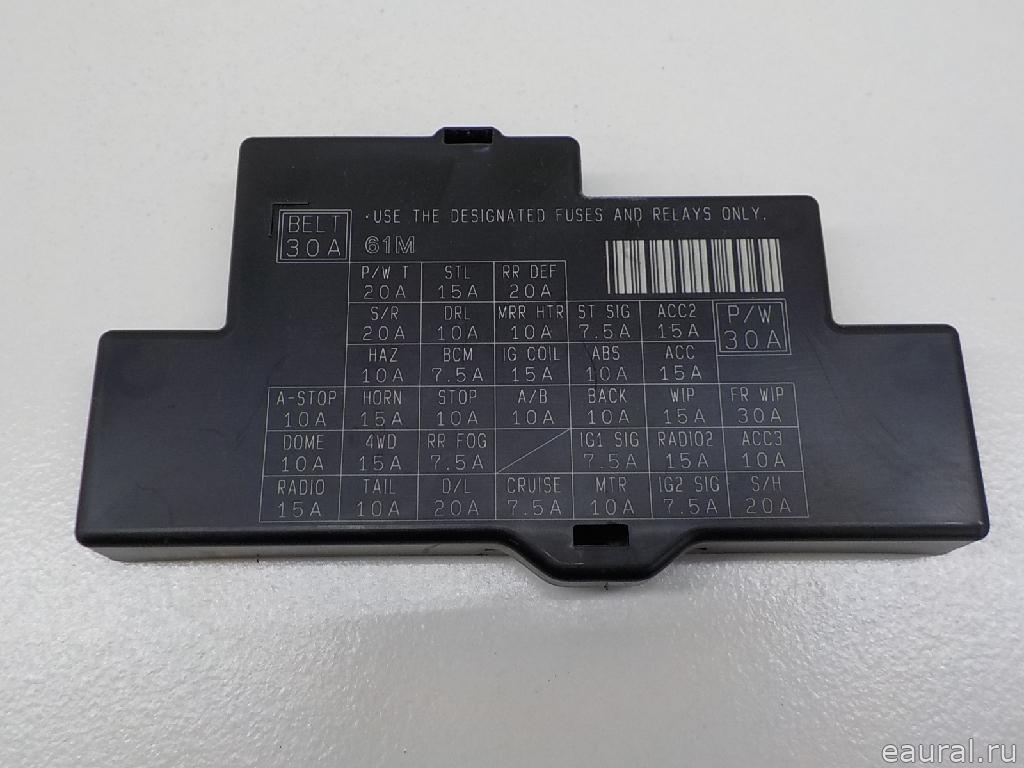 ·USE THE DESIGNATED FUSES AND RELAYS ONLY.
BELT
30A
61M
P/W T STL RR DEF
20A 15A 20A
S/R DRL MRR HTR ST SIG ACC2 P/W
20A 10A 10A 7.5A 15A 30A
HAZ BCM IG COIL ABS ACC
10A 7.5A 15A 10A 15A
A-STOP HORN STOP A/B BACK WIP FR WIP
10A 15A 10A 10A 10A 15A 30A
DOME 4WD RR FOG IG1 SIG RADIO2 ACC3
10A 15A 7.5A 7.5A 15A 10A
RADIO TAIL D/L CRUISE MTR IG2 SIG S/H
15A 10A 20A 7.5A 10A 7.5A 20A
eaural.ru